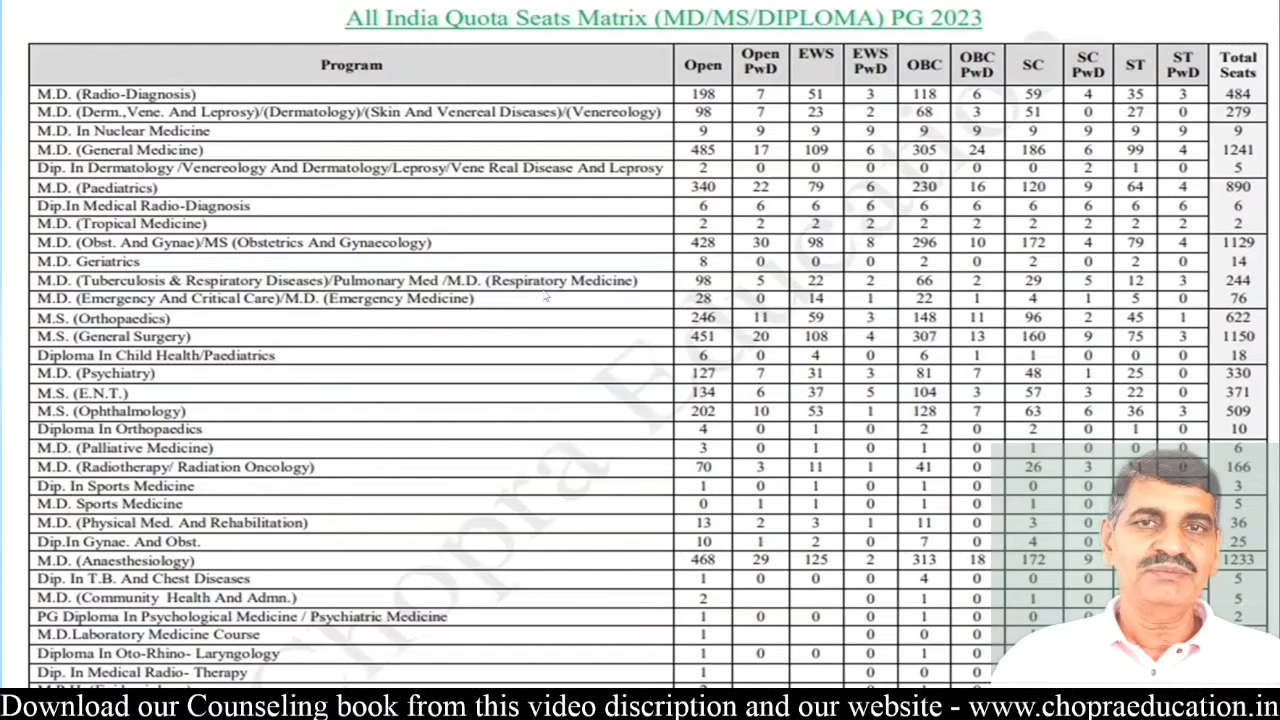 All India Quota Seats Matrix (MD/MS/DIPLOMA) PG 2023
Program Open Open PwD EWS EWS PwD OBC OBC PwD SC SC PwD ST ST PwD Total Seats
M.D. (Radio-Diagnosis) 198 7 51 3 118 6 59 4 35 3 484
M.D. (Derm.,Vene. And Leprosy)/(Dermatology)/(Skin And Venereal Diseases)/(Venereology) 98 7 23 2 68 3 51 0 27 0 279
M.D. In Nuclear Medicine 9 9 9 9 9 9 9 9 9 9 9
M.D. (General Medicine) 485 17 109 6 305 24 186 6 99 4 1241
Dip. In Dermatology /Venereology And Dermatology/Leprosy/Vene Real Disease And Leprosy 2 0 0 0 0 0 0 2 1 0 5
M.D. (Paediatrics) 340 22 79 6 230 16 120 9 64 4 890
Dip.In Medical Radio-Diagnosis 6 6 6 6 6 6 6 6 6 6 6
M.D. (Tropical Medicine) 2 2 2 2 2 2 2 2 2 2 2
M.D. (Obst. And Gynae)/MS (Obstetrics And Gynaecology) 428 30 98 8 296 10 172 4 79 4 1129
M.D. Geriatrics 8 0 0 0 2 0 2 0 2 0 14
M.D. (Tuberculosis & Respiratory Diseases)/Pulmonary Med /M.D. (Respiratory Medicine) 98 5 22 2 66 2 29 5 12 3 244
M.D. (Emergency And Critical Care)/M.D. (Emergency Medicine) 28 0 14 1 22 1 4 1 5 0 76
M.S. (Orthopaedics) 246 11 59 3 148 11 96 2 45 1 622
M.S. (General Surgery) 451 20 108 4 307 13 160 9 75 3 1150
Diploma In Child Health/Paediatrics 6 0 4 0 6 1 1 0 0 0 18
M.D. (Psychiatry) 127 7 31 3 81 7 48 1 25 0 330
M.S. (E.N.T.) 134 6 37 5 104 3 57 3 22 0 371
M.S. (Ophthalmology) 202 10 53 1 128 7 63 6 36 3 509
Diploma In Orthopaedics 4 0 1 0 2 0 2 0 1 0 10
M.D. (Palliative Medicine) 3 0 1 0 1 0 1 0 0 0 6
M.D. (Radiotherapy/ Radiation Oncology) 70 3 11 1 41 0 26 3 0 166
Dip. In Sports Medicine 1 0 1 0 1 0 0 3
M.D. Sports Medicine 0 1 1 0 1 0 1 5
M.D. (Physical Med. And Rehabilitation) 13 2 3 1 11 0 3 36
Dip.In Gynae. And Obst. 10 1 2 0 7 0 4 25
M.D. (Anaesthesiology) 468 29 125 2 313 18 172 9 1233
Dip. In T.B. And Chest Diseases 1 0 0 0 4 0 0 5
M.D. (Community Health And Admn.) 2 0 1 0 1 5
PG Diploma In Psychological Medicine / Psychiatric Medicine 1 0 0 0 1 0 0 2
M.D.Laboratory Medicine Course 1 0 0 0
Diploma In Oto-Rhino- Laryngology 1 0 0 0 1 0
Dip. In Medical Radio- Therapy 1 0 0 0
Chopra Education
Download our Counseling book from this video discription and our website - www.chopraeducation.in